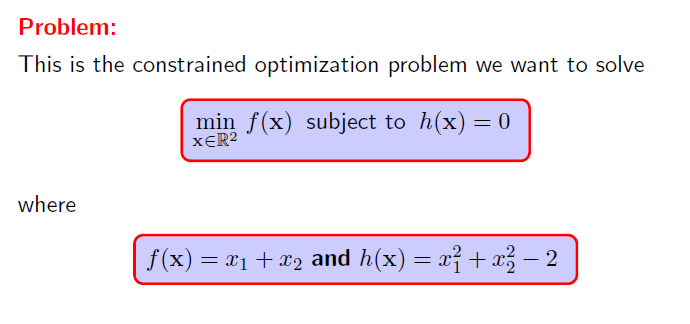 Problem:
This is the constrained optimization problem we want to solve
min f(x) subject to h(x) = 0
x∈ℝ²
where
f(x) = x₁ + x₂ and h(x) = x₁² + x₂² − 2